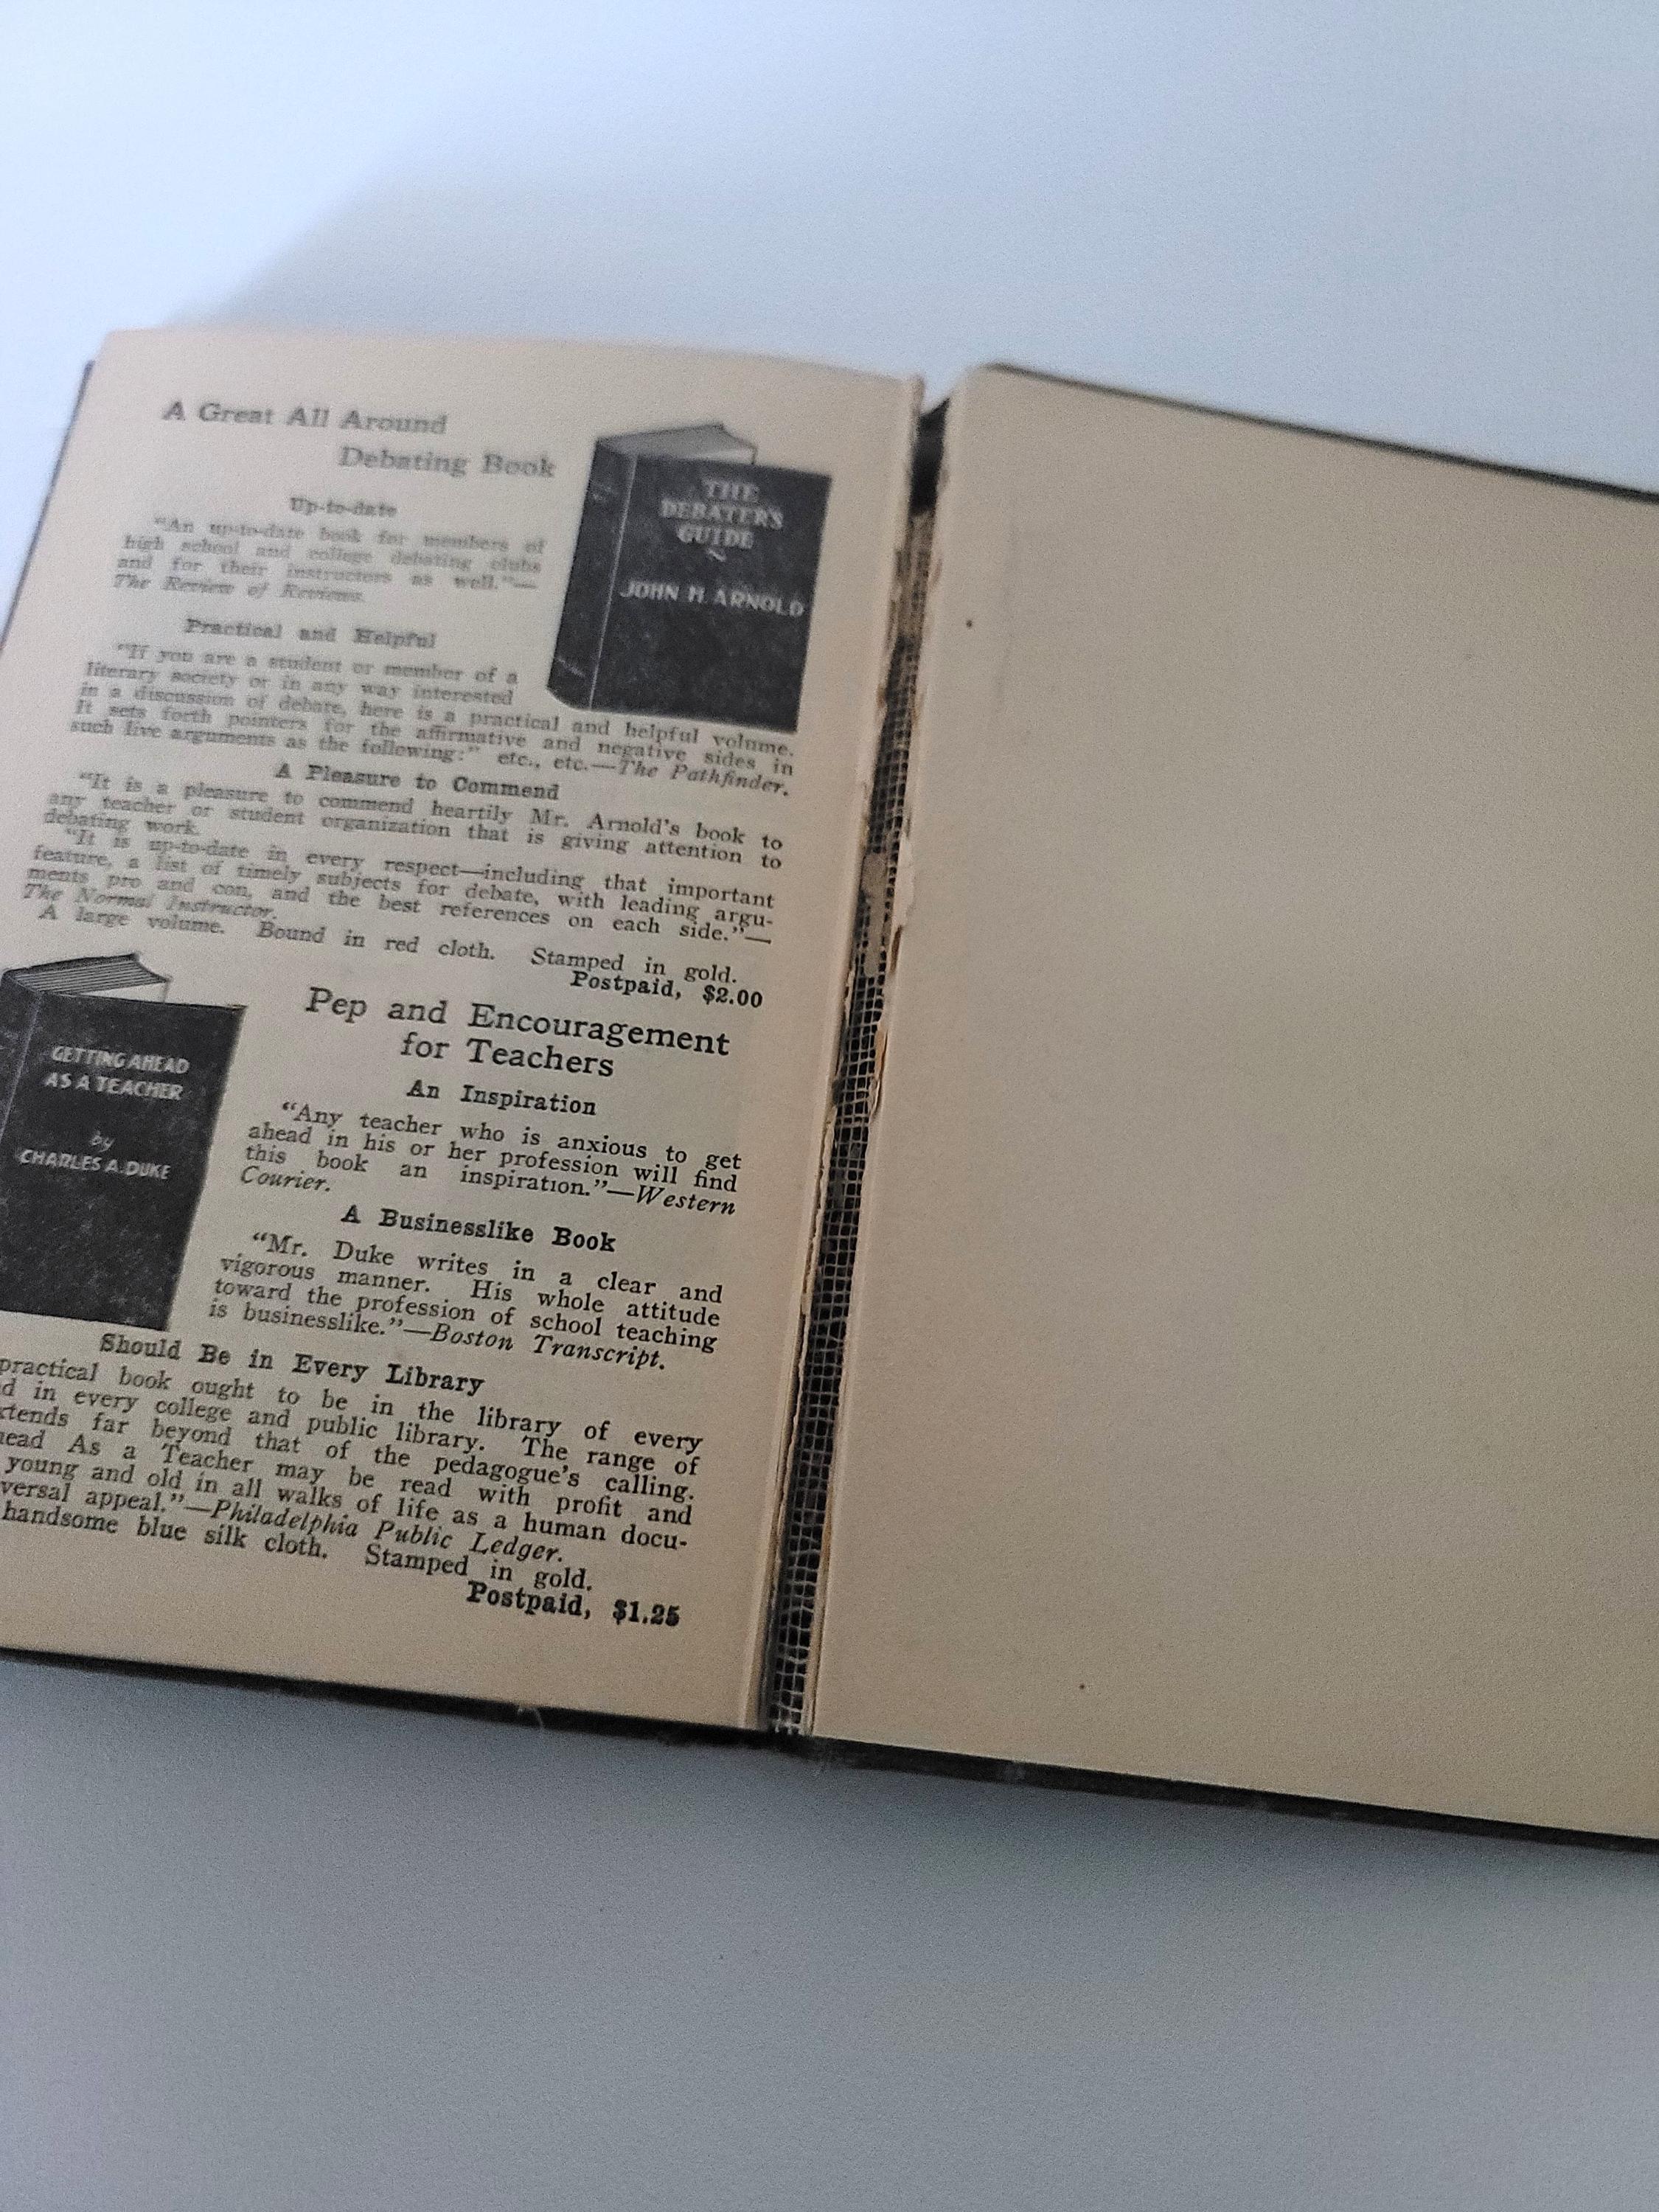 A Great All Around
Debating Book
THE
DEBATER'S
GUIDE
JOHN H. ARNOLD
Up-to-date
"An up-to-date book for members of
high school and college debating clubs
and for their instructors as well."—
The Review of Reviews.
Practical and Helpful
"If you are a student or member of a
literary society or in any way interested
in a discussion of debate, here is a practical and helpful volume.
It sets forth pointers for the affirmative and negative sides in
such live arguments as the following:" etc., etc.—The Pathfinder.
A Pleasure to Commend
"It is a pleasure to commend heartily Mr. Arnold's book to
any teacher or student organization that is giving attention to
debating work.
"It is up-to-date in every respect—including that important
feature, a list of timely subjects for debate, with leading argu-
ments pro and con, and the best references on each side."—
The Normal Instructor.
A large volume. Bound in red cloth. Stamped in gold.
Postpaid, $2.00
GETTING AHEAD
AS A TEACHER
by
CHARLES A. DUKE
Pep and Encouragement
for Teachers
An Inspiration
"Any teacher who is anxious to get
ahead in his or her profession will find
this book an inspiration."—Western
Courier.
A Businesslike Book
"Mr. Duke writes in a clear and
vigorous manner. His whole attitude
toward the profession of school teaching
is businesslike."—Boston Transcript.
Should Be in Every Library
practical book ought to be in the library of every
d in every college and public library. The range of
xtends far beyond that of the pedagogue's calling.
head As a Teacher may be read with profit and
young and old in all walks of life as a human docu-
versal appeal."—Philadelphia Public Ledger.
handsome blue silk cloth. Stamped in gold.
Postpaid, $1.25